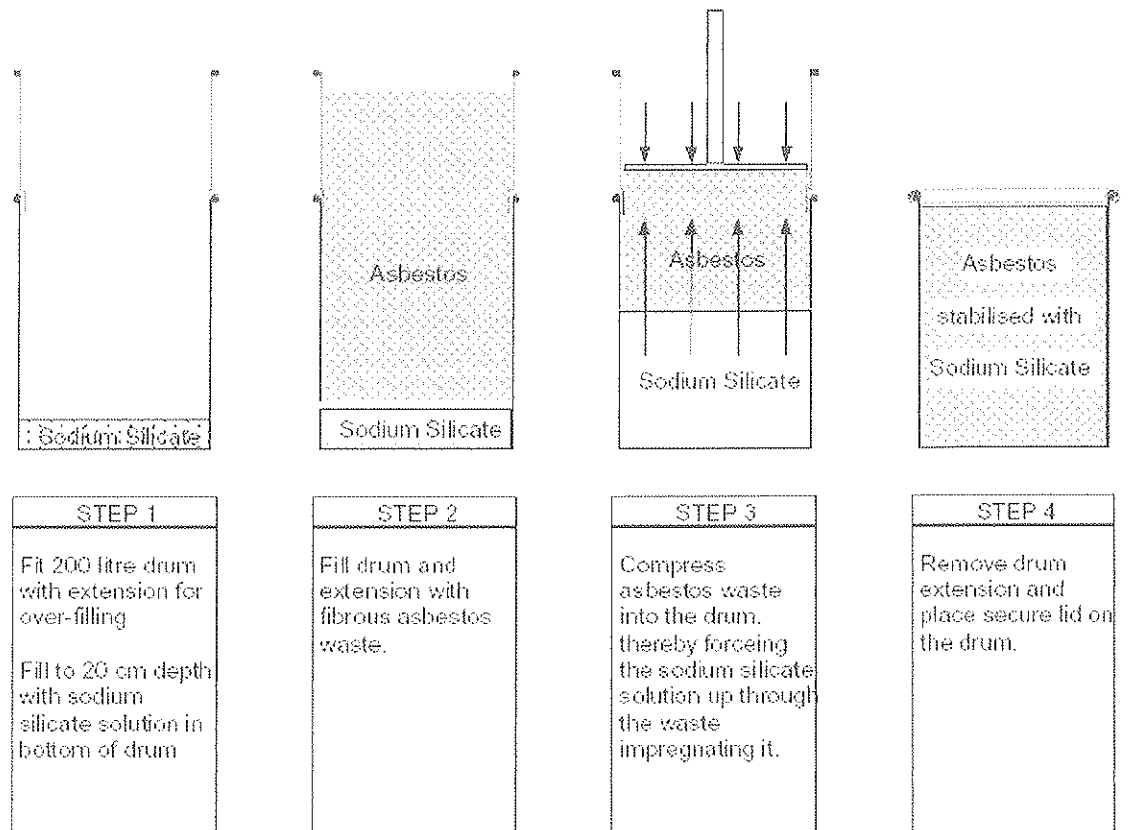 Sodium Silicate
Asbestos
Sodium Silicate
Asbestos
Sodium Silicate
Asbestos
stabilised with
Sodium Silicate
STEP 1
Fit 200 litre drum
with extension for
over-filling
Fill to 20 cm depth
with sodium
silicate solution in
bottom of drum
STEP 2
Fill drum and
extension with
fibrous asbestos
waste.
STEP 3
Compress
asbestos waste
into the drum.
thereby forceing
the sodium silicate
solution up through
the waste
impregnating it.
STEP 4
Remove drum
extension and
place secure lid on
the drum.